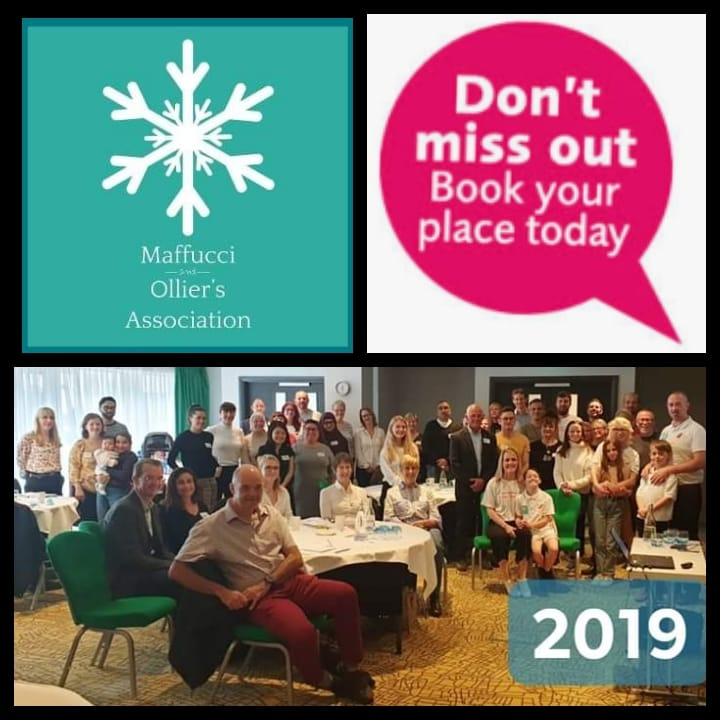 Maffucci
and
Ollier's
Association
Don't
miss out
Book your
place today
2019